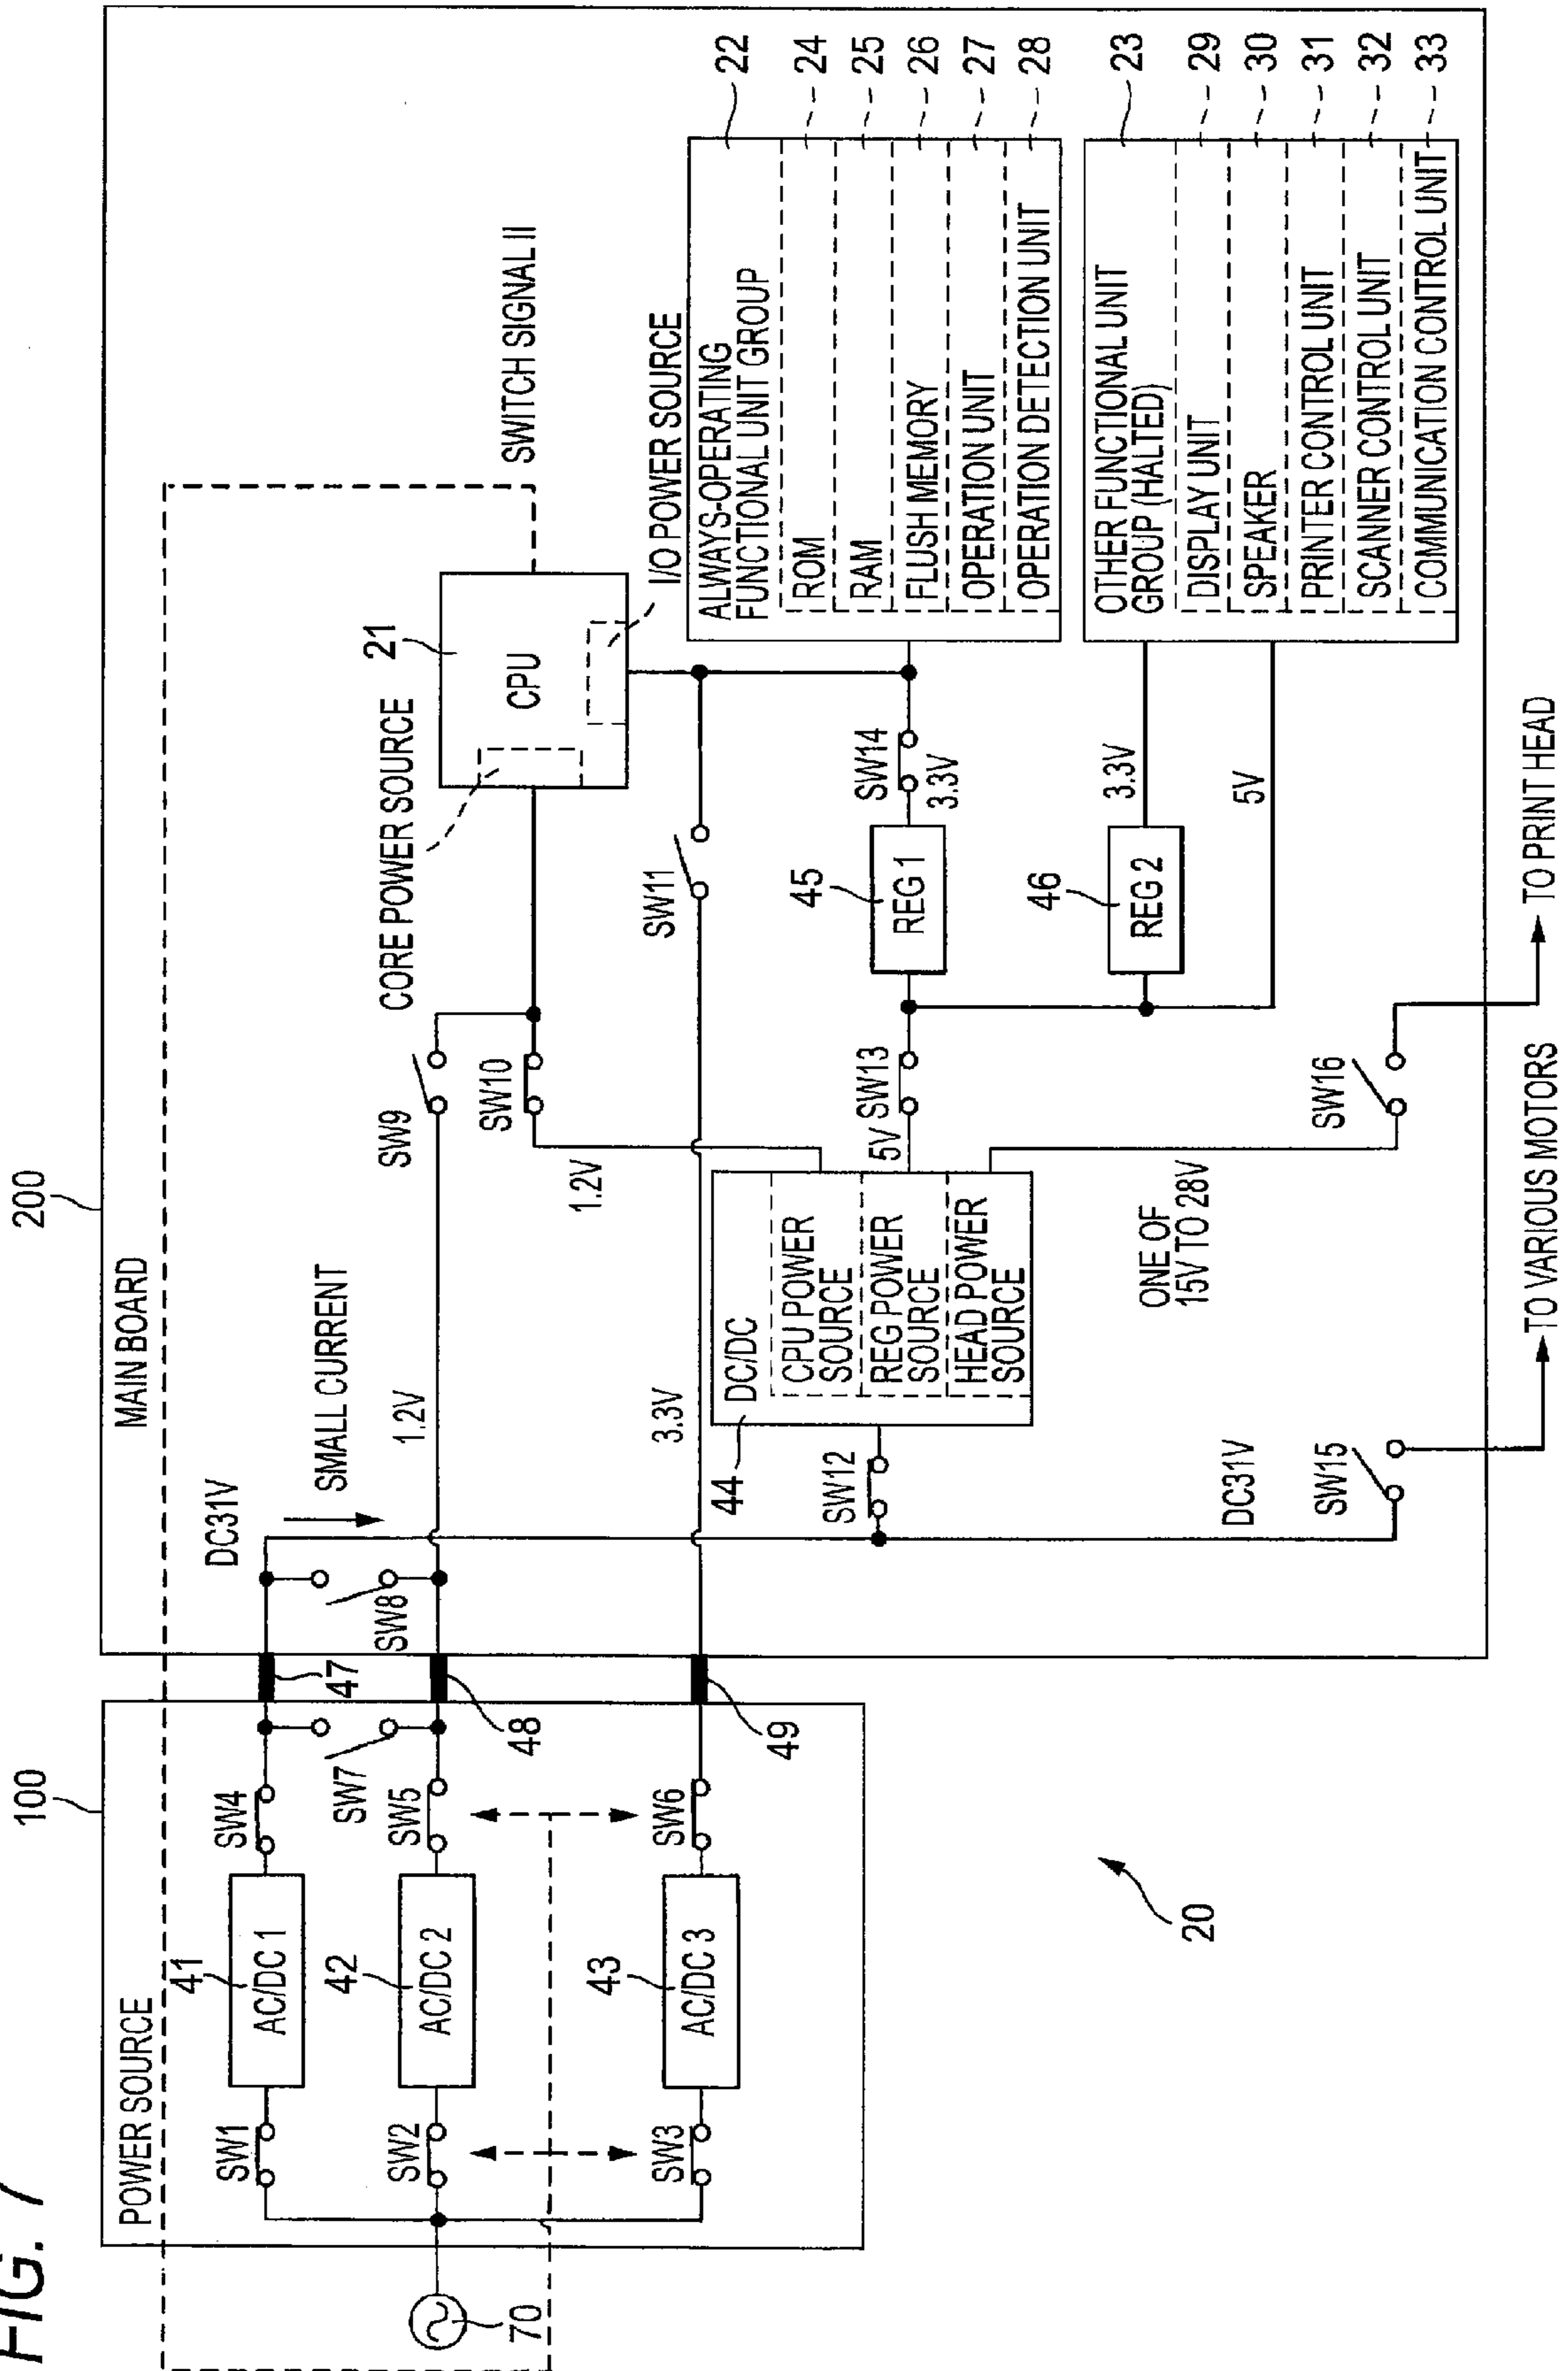 FIG. 7
100
POWER SOURCE
41
AC/DC 1
42
AC/DC 2
43
AC/DC 3
SW1
SW2
SW3
SW4
SW5
SW6
SW7
70
47
48
49
20
200
MAIN BOARD
DC31V
SMALL CURRENT
SW8
1.2V
3.3V
SW9
SW10
1.2V
CORE POWER SOURCE
21
CPU
SWITCH SIGNAL II
I/O POWER SOURCE
SW11
44
DC/DC
CPU POWER
SOURCE
REG POWER
SOURCE
HEAD POWER
SOURCE
SW12
5V
SW13
45
REG 1
SW14
3.3V
46
REG 2
3.3V
5V
DC31V
SW15
ONE OF
15V TO 28V
SW16
TO VARIOUS MOTORS
TO PRINT HEAD
ALWAYS-OPERATING
FUNCTIONAL UNIT GROUP
22
ROM
24
RAM
25
FLUSH MEMORY
26
OPERATION UNIT
27
OPERATION DETECTION UNIT
28
OTHER FUNCTIONAL UNIT
GROUP (HALTED)
23
DISPLAY UNIT
29
SPEAKER
30
PRINTER CONTROL UNIT
31
SCANNER CONTROL UNIT
32
COMMUNICATION CONTROL UNIT
33